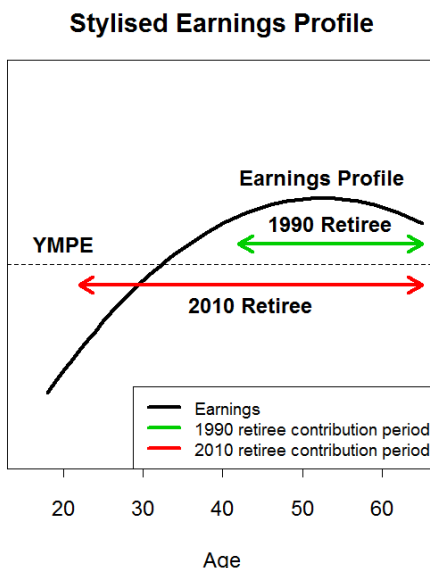 Stylised Earnings Profile
Earnings Profile
1990 Retiree
YMPE
2010 Retiree
Earnings
1990 retiree contribution period
2010 retiree contribution period
20 30 40 50 60
Age